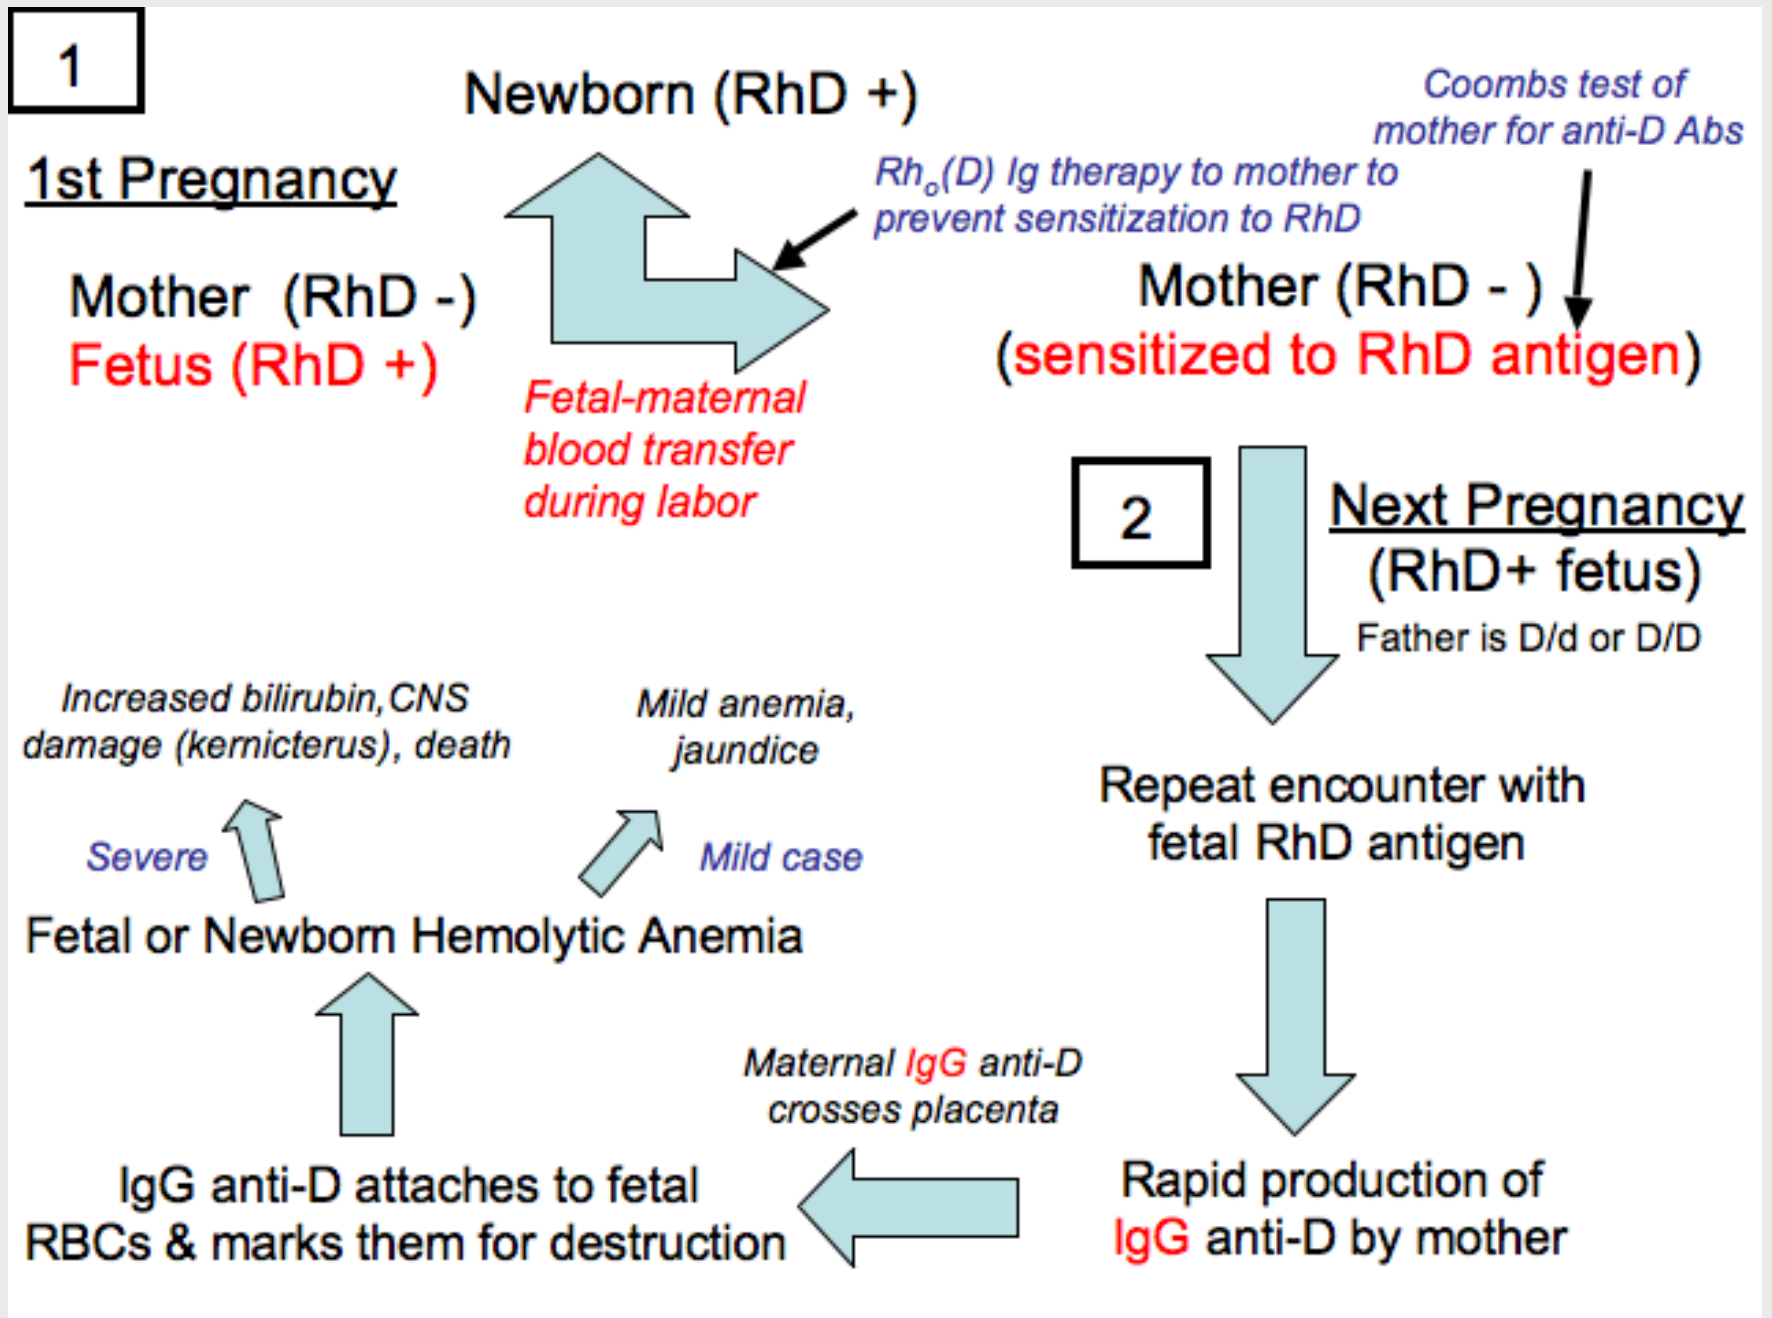 1
Newborn (RhD +)
Coombs test of
mother for anti-D Abs
1st Pregnancy
Rho(D) Ig therapy to mother to
prevent sensitization to RhD
Mother (RhD -)
Fetus (RhD +)
Mother (RhD - )
(sensitized to RhD antigen)
Fetal-maternal
blood transfer
during labor
2
Next Pregnancy
(RhD+ fetus)
Father is D/d or D/D
Repeat encounter with
fetal RhD antigen
Rapid production of
IgG anti-D by mother
Maternal IgG anti-D
crosses placenta
IgG anti-D attaches to fetal
RBCs & marks them for destruction
Fetal or Newborn Hemolytic Anemia
Severe
Increased bilirubin, CNS
damage (kernicterus), death
Mild case
Mild anemia,
jaundice